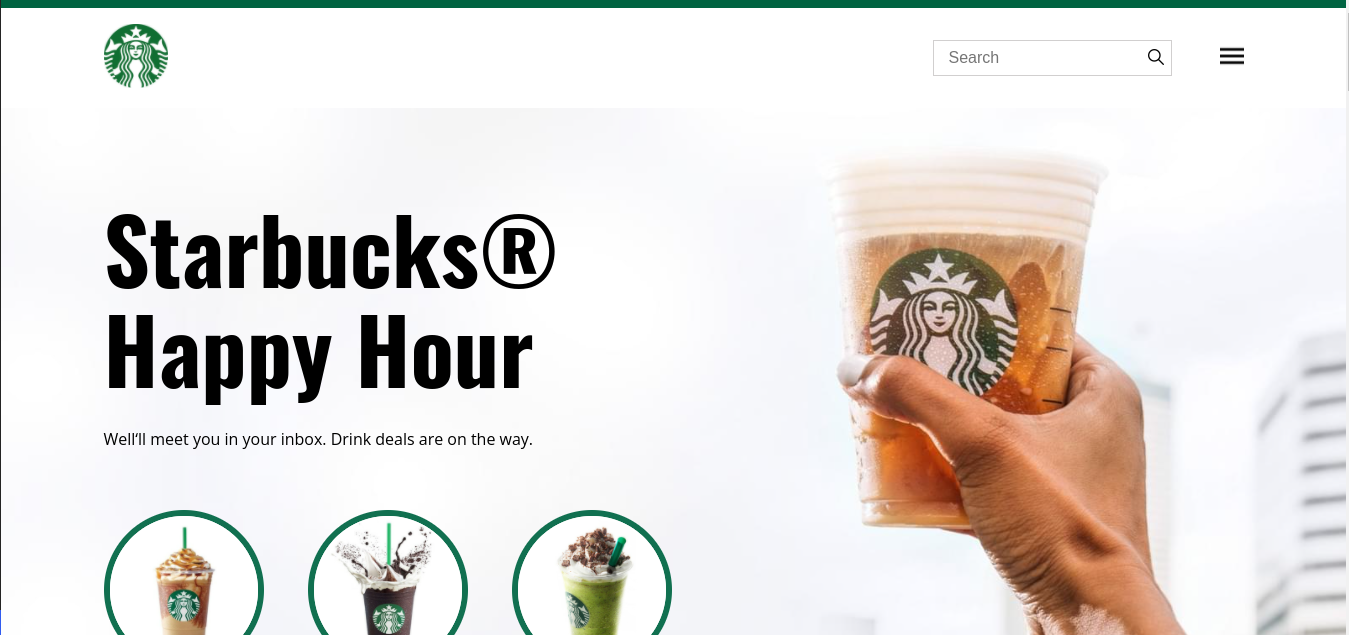 Search
Starbucks®
Happy Hour
Well’ll meet you in your inbox. Drink deals are on the way.